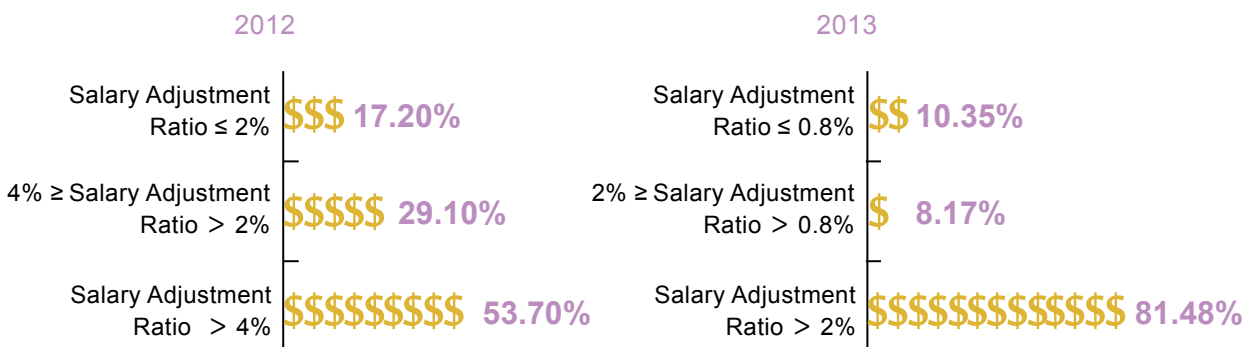 2012
Salary Adjustment
Ratio ≤ 2%
$$$ 17.20%
4% ≥ Salary Adjustment
Ratio > 2%
$$$$$ 29.10%
Salary Adjustment
Ratio > 4%
$$$$$$$$$ 53.70%
2013
Salary Adjustment
Ratio ≤ 0.8%
$$ 10.35%
2% ≥ Salary Adjustment
Ratio > 0.8%
$ 8.17%
Salary Adjustment
Ratio > 2%
$$$$$$$$$$$$$ 81.48%